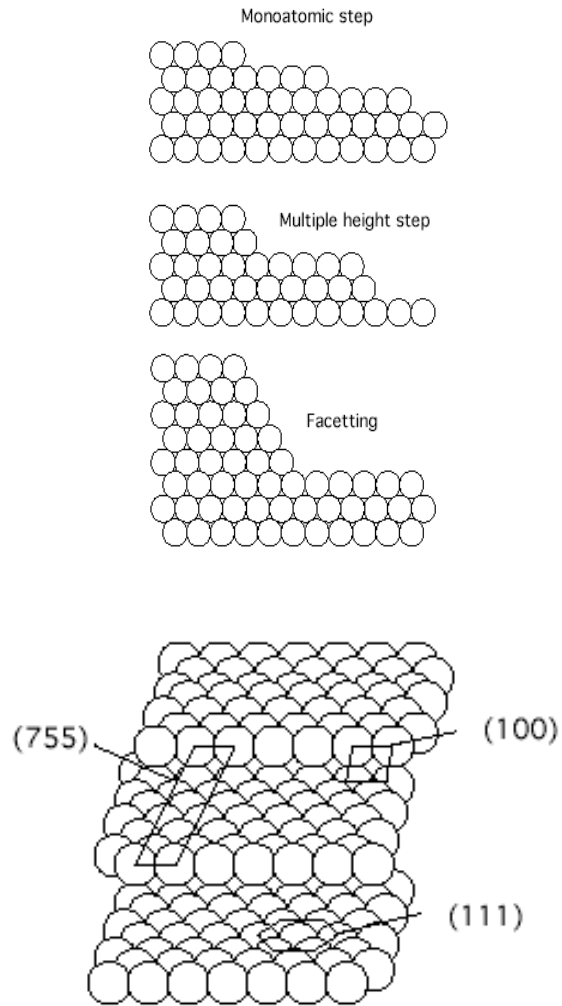 Monoatomic step
Multiple height step
Facetting
(755)
(100)
(111)